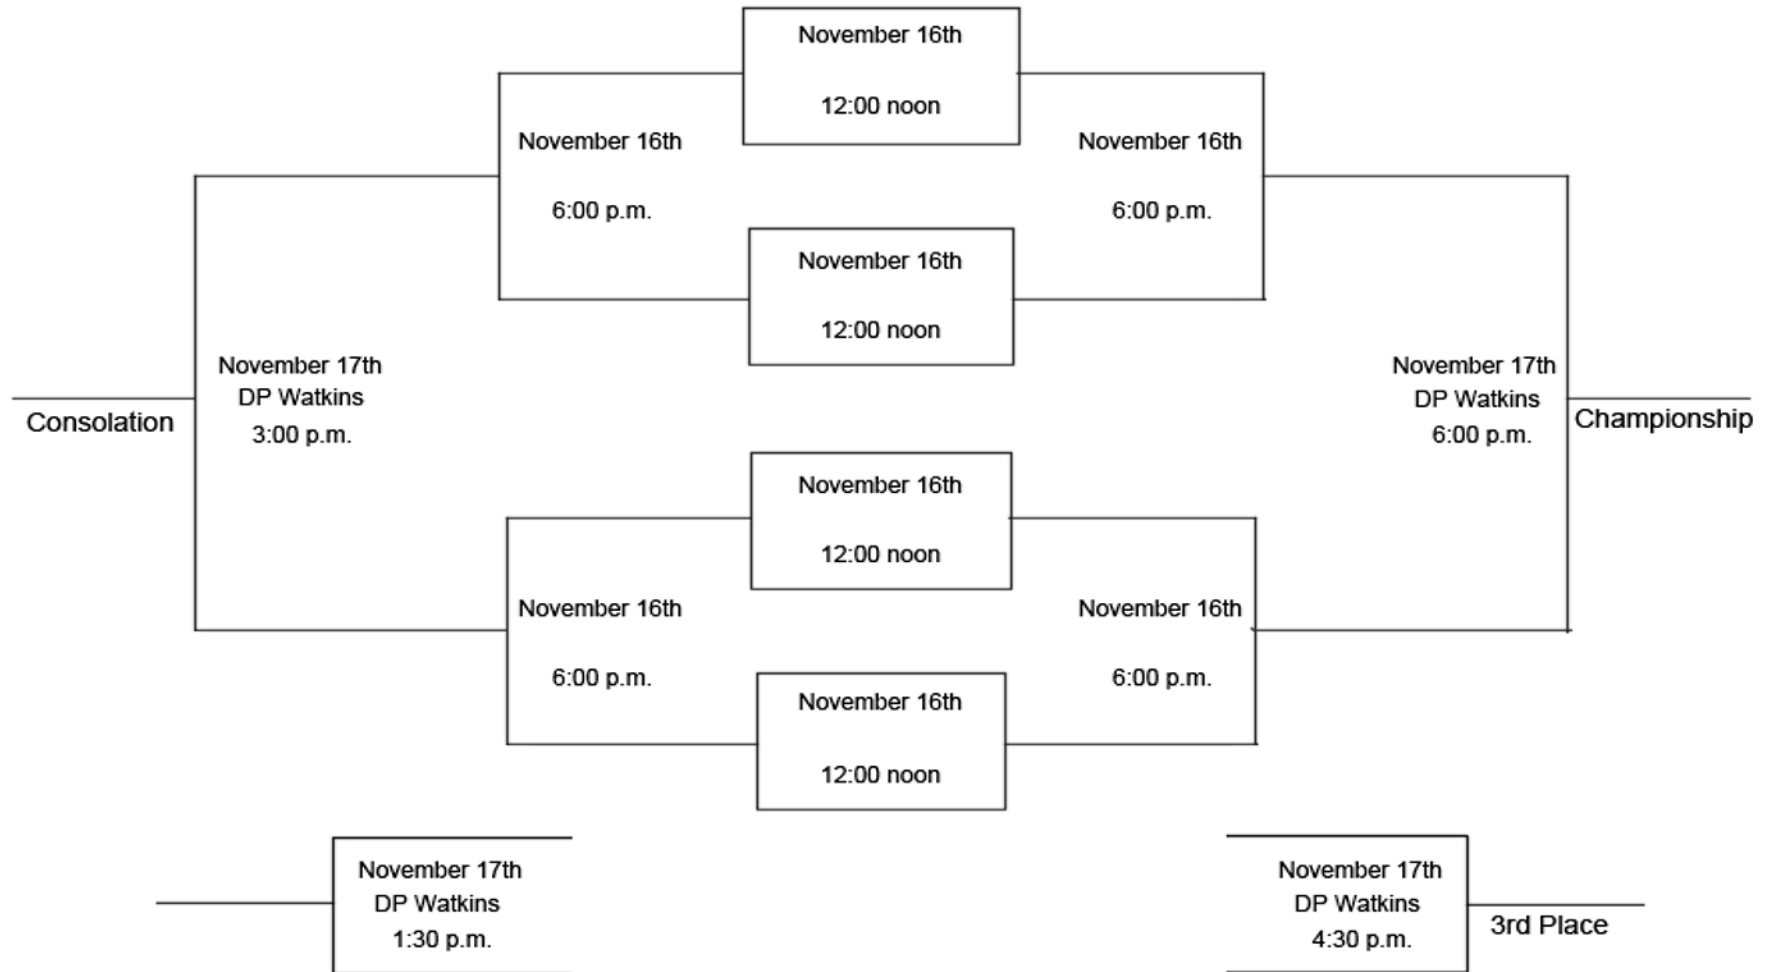 November 16th
12:00 noon
November 16th
6:00 p.m.
November 16th
6:00 p.m.
November 16th
12:00 noon
November 17th
DP Watkins
3:00 p.m.
Consolation
November 17th
DP Watkins
6:00 p.m.
Championship
November 16th
12:00 noon
November 16th
6:00 p.m.
November 16th
6:00 p.m.
November 16th
12:00 noon
November 17th
DP Watkins
1:30 p.m.
November 17th
DP Watkins
4:30 p.m.
3rd Place